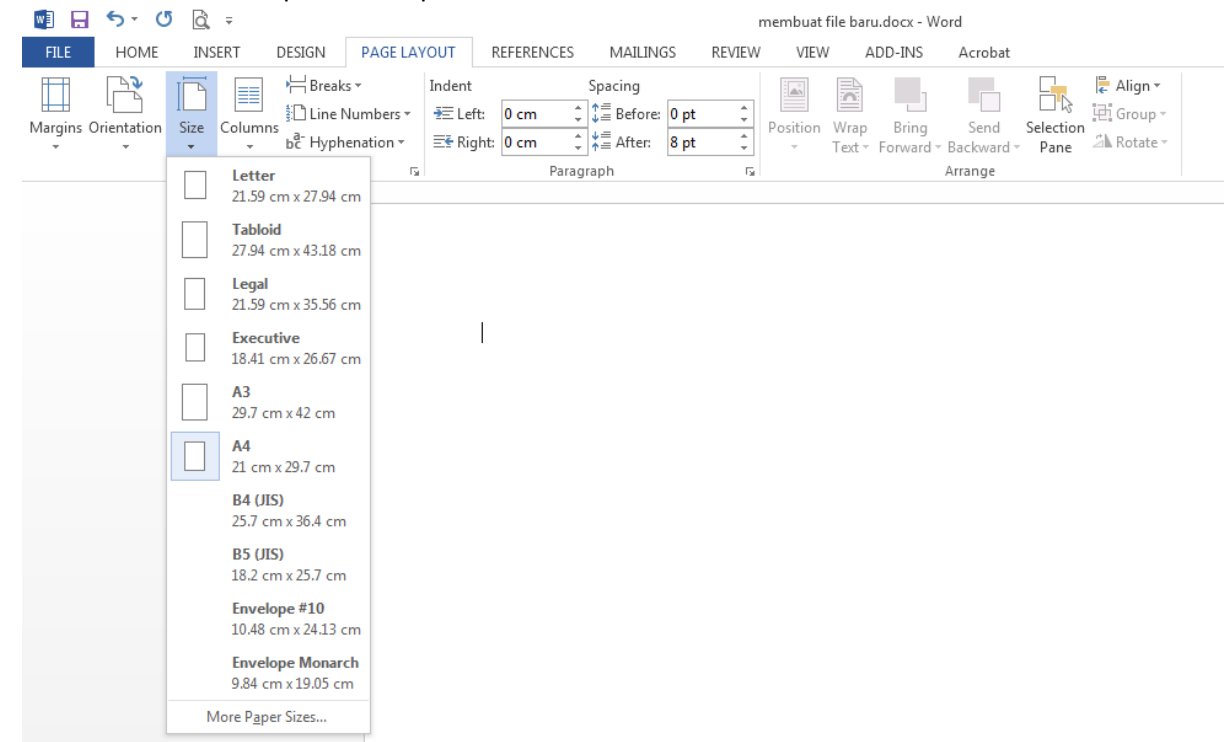 membuat file baru.docx - Word
FILE HOME INSERT DESIGN PAGE LAYOUT REFERENCES MAILINGS REVIEW VIEW ADD-INS Acrobat
Margins
Orientation
Size
Columns
Breaks
Line Numbers
Hyphenation
Indent
Left: 0 cm
Right: 0 cm
Spacing
Before: 0 pt
After: 8 pt
Paragraph
Position
Wrap
Text
Bring
Forward
Send
Backward
Selection
Pane
Align
Group
Rotate
Arrange
Letter
21.59 cm x 27.94 cm
Tabloid
27.94 cm x 43.18 cm
Legal
21.59 cm x 35.56 cm
Executive
18.41 cm x 26.67 cm
A3
29.7 cm x 42 cm
A4
21 cm x 29.7 cm
B4 (JIS)
25.7 cm x 36.4 cm
B5 (JIS)
18.2 cm x 25.7 cm
Envelope #10
10.48 cm x 24.13 cm
Envelope Monarch
9.84 cm x 19.05 cm
More Paper Sizes...